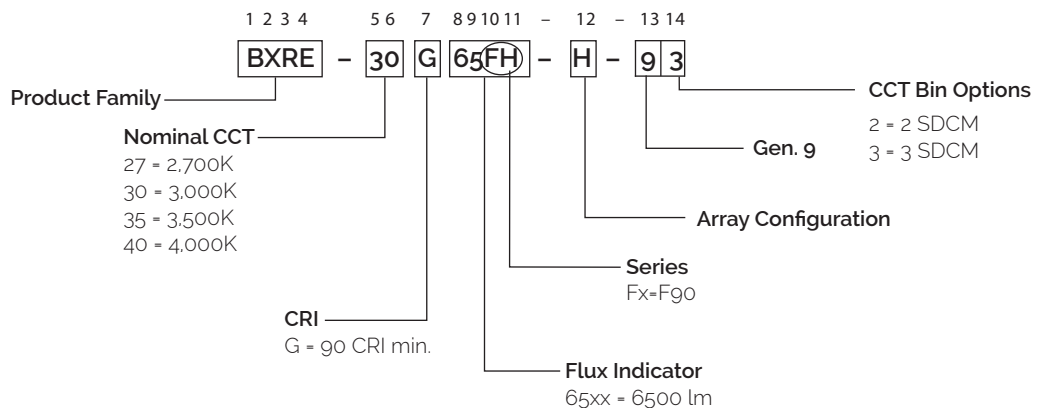 1 2 3 4 5 6 7 8 9 10 11 – 12 – 13 14
BXRE – 30 G 65FH – H – 9 3
Product Family
CCT Bin Options
2 = 2 SDCM
3 = 3 SDCM
Nominal CCT
27 = 2,700K
30 = 3,000K
35 = 3,500K
40 = 4,000K
Gen. 9
Array Configuration
Series
Fx=F90
CRI
G = 90 CRI min.
Flux Indicator
65xx = 6500 lm